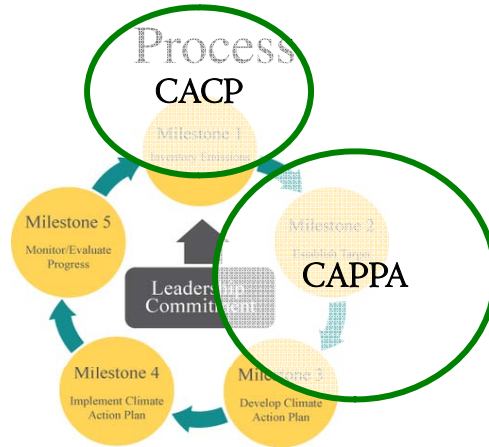 Process
CACP
Milestone 1
Inventory Emissions
Milestone 2
Establish Target
CAPPA
Milestone 5
Monitor/Evaluate
Progress
Leadership
Commitment
Milestone 4
Implement Climate
Action Plan
Milestone 3
Develop Climate
Action Plan